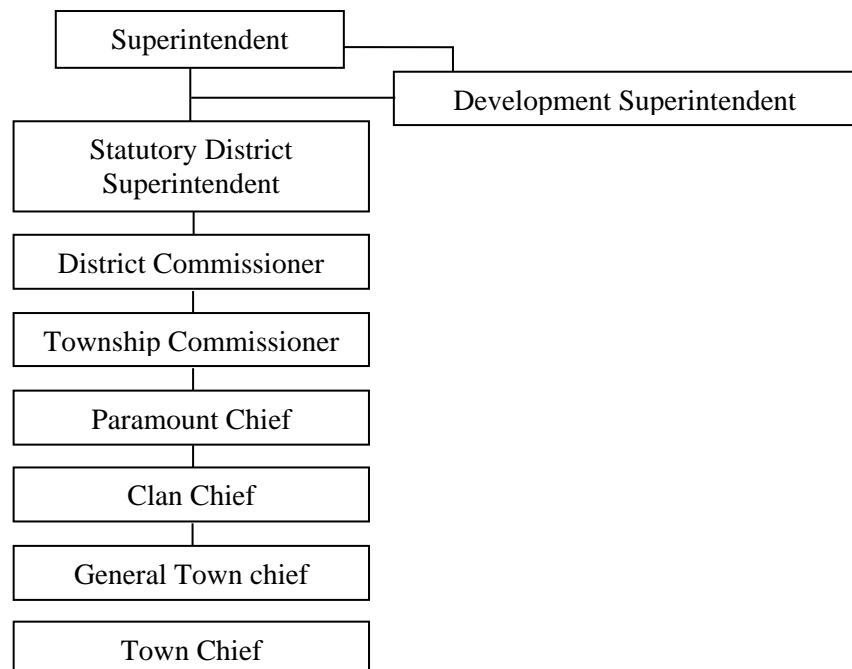 Superintendent
Development Superintendent
Statutory District
Superintendent
District Commissioner
Township Commissioner
Paramount Chief
Clan Chief
General Town chief
Town Chief